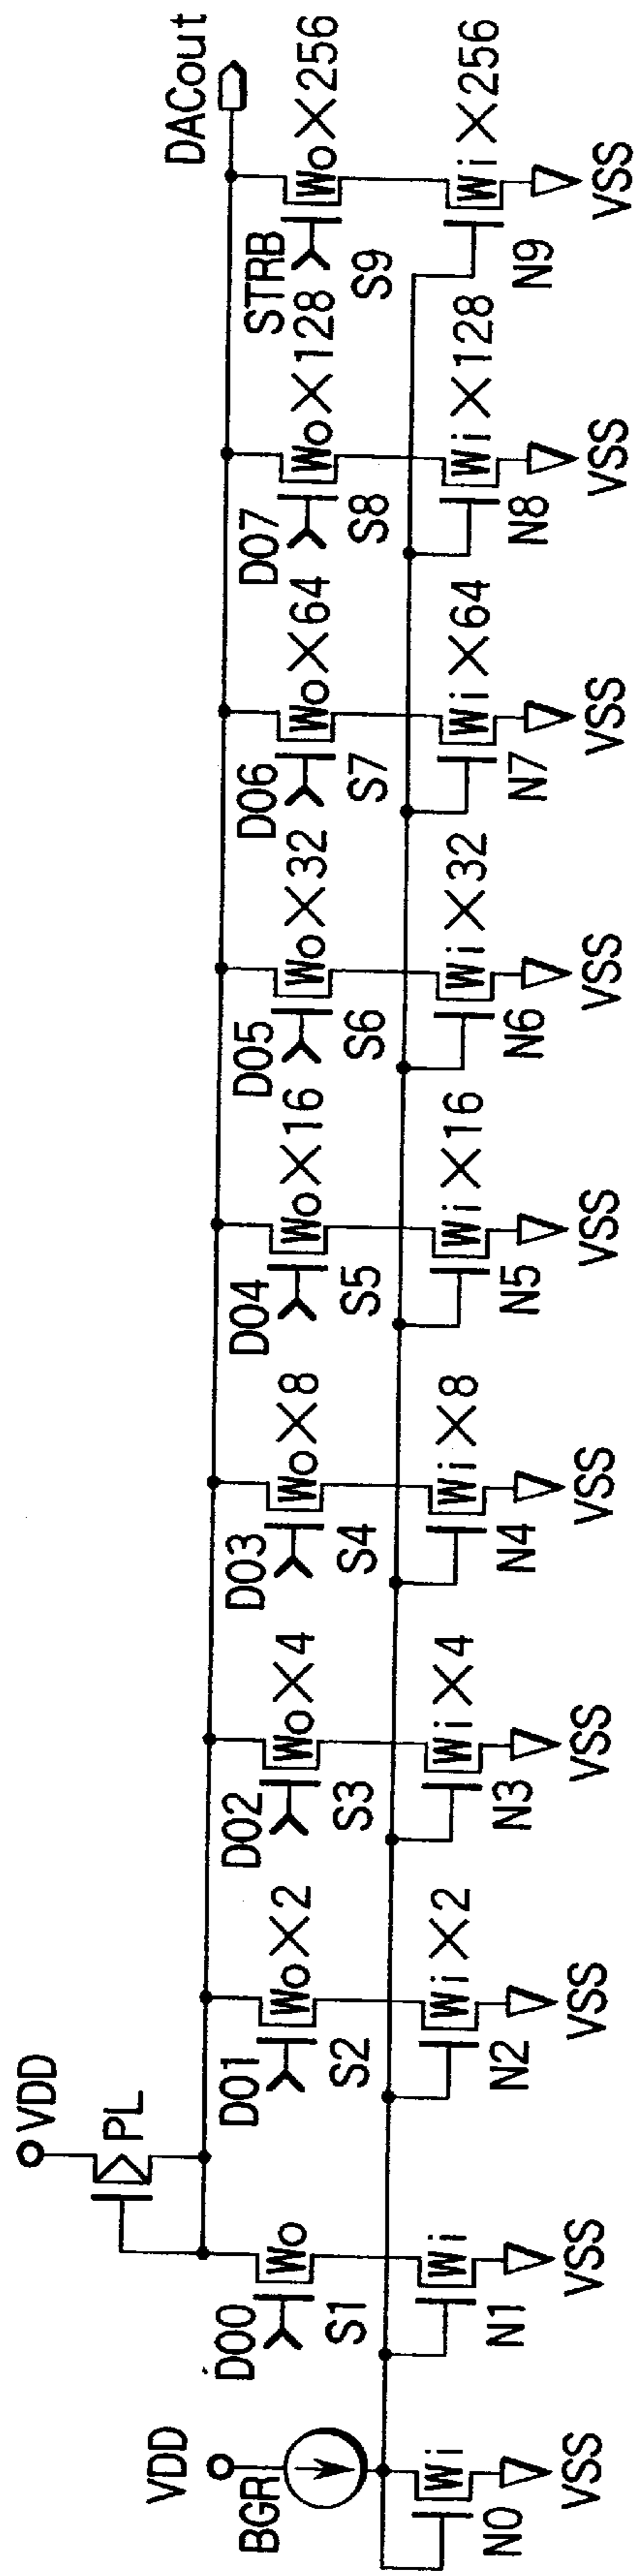 VDD
PL
DACout
VDD
BGR
D00 D01 D02 D03 D04 D05 D06 D07 STRB
Wo Wo×2 Wo×4 Wo×8 Wo×16 Wo×32 Wo×64 Wo×128 Wo×256
S1 S2 S3 S4 S5 S6 S7 S8 S9
Wi Wi Wi×2 Wi×4 Wi×8 Wi×16 Wi×32 Wi×64 Wi×128 Wi×256
N0 N1 N2 N3 N4 N5 N6 N7 N8 N9
VSS VSS VSS VSS VSS VSS VSS VSS VSS VSS